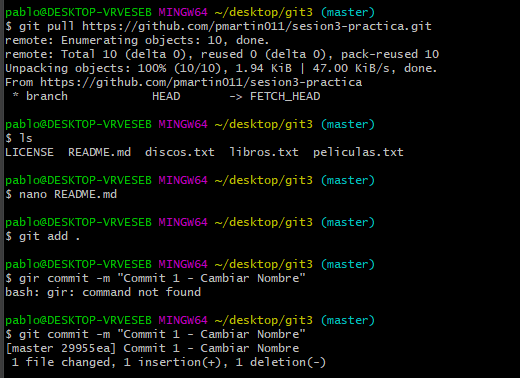 pablo@DESKTOP-VRVESEB MINGW64 ~/desktop/git3 (master)
$ git pull https://github.com/pmartin011/sesion3-practica.git
remote: Enumerating objects: 10, done.
remote: Total 10 (delta 0), reused 0 (delta 0), pack-reused 10
Unpacking objects: 100% (10/10), 1.94 KiB | 47.00 KiB/s, done.
From https://github.com/pmartin011/sesion3-practica
 * branch            HEAD       -> FETCH_HEAD
pablo@DESKTOP-VRVESEB MINGW64 ~/desktop/git3 (master)
$ ls
LICENSE  README.md  discos.txt  libros.txt  peliculas.txt
pablo@DESKTOP-VRVESEB MINGW64 ~/desktop/git3 (master)
$ nano README.md
pablo@DESKTOP-VRVESEB MINGW64 ~/desktop/git3 (master)
$ git add .
pablo@DESKTOP-VRVESEB MINGW64 ~/desktop/git3 (master)
$ gir commit -m "Commit 1 - Cambiar Nombre"
bash: gir: command not found
pablo@DESKTOP-VRVESEB MINGW64 ~/desktop/git3 (master)
$ git commit -m "Commit 1 - Cambiar Nombre"
[master 29955ea] Commit 1 - Cambiar Nombre
 1 file changed, 1 insertion(+), 1 deletion(-)